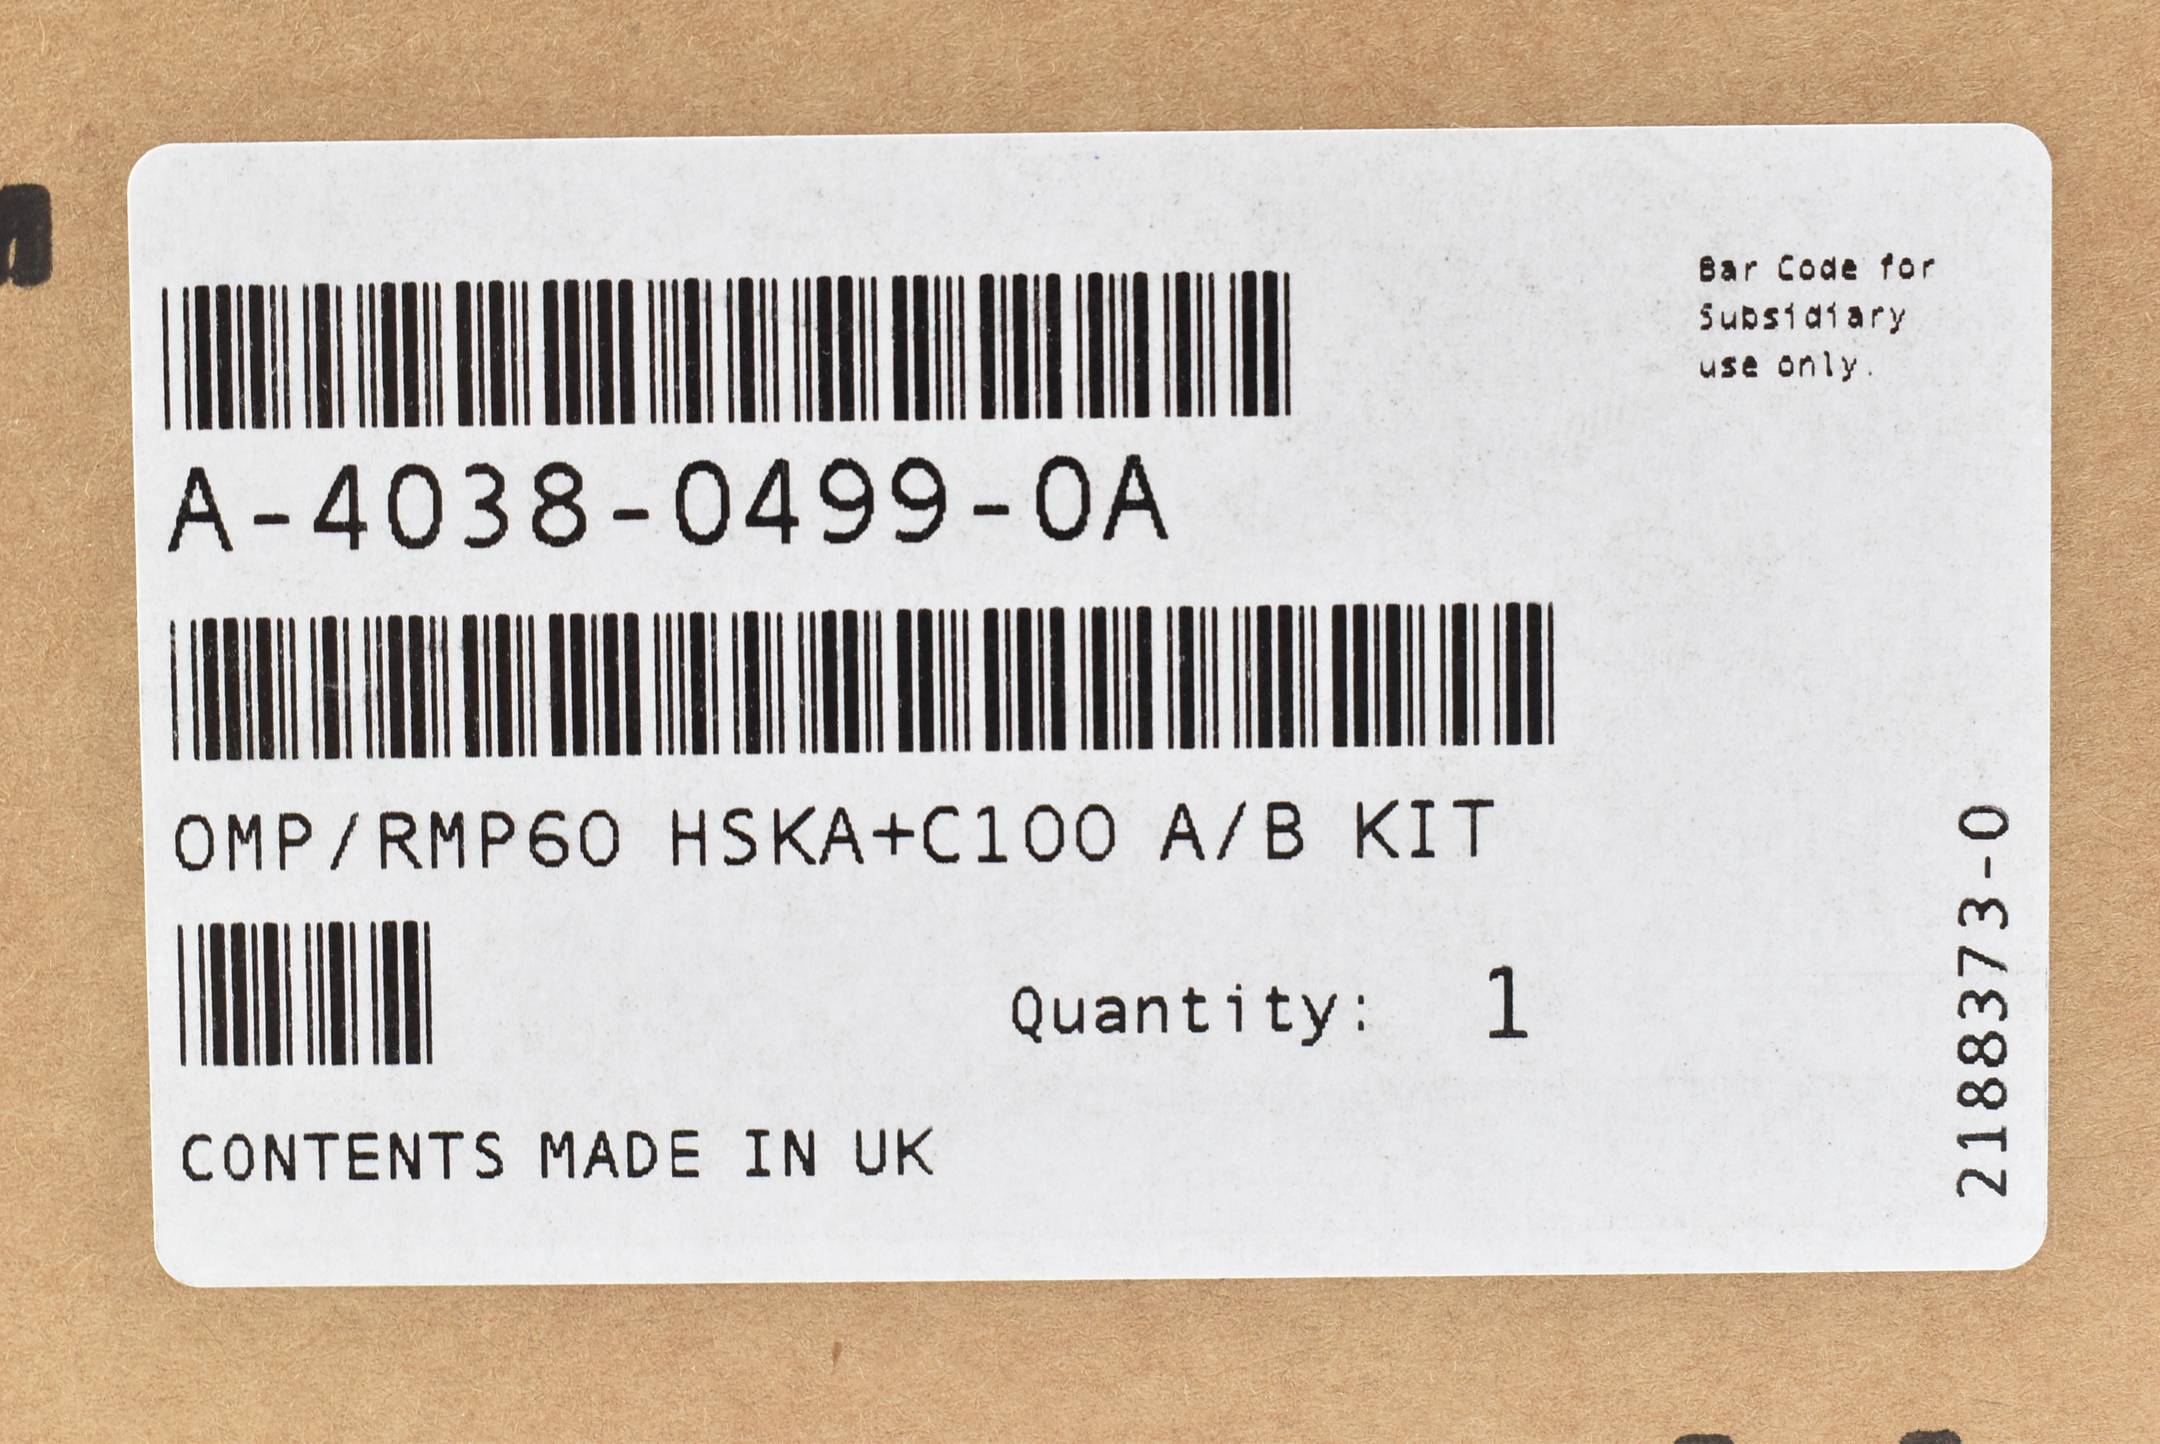 Bar Code for
Subsidiary
use only.
A-4038-0499-0A
OMP/RMP60 HSKA+C100 A/B KIT
Quantity: 1
CONTENTS MADE IN UK
2188373-0